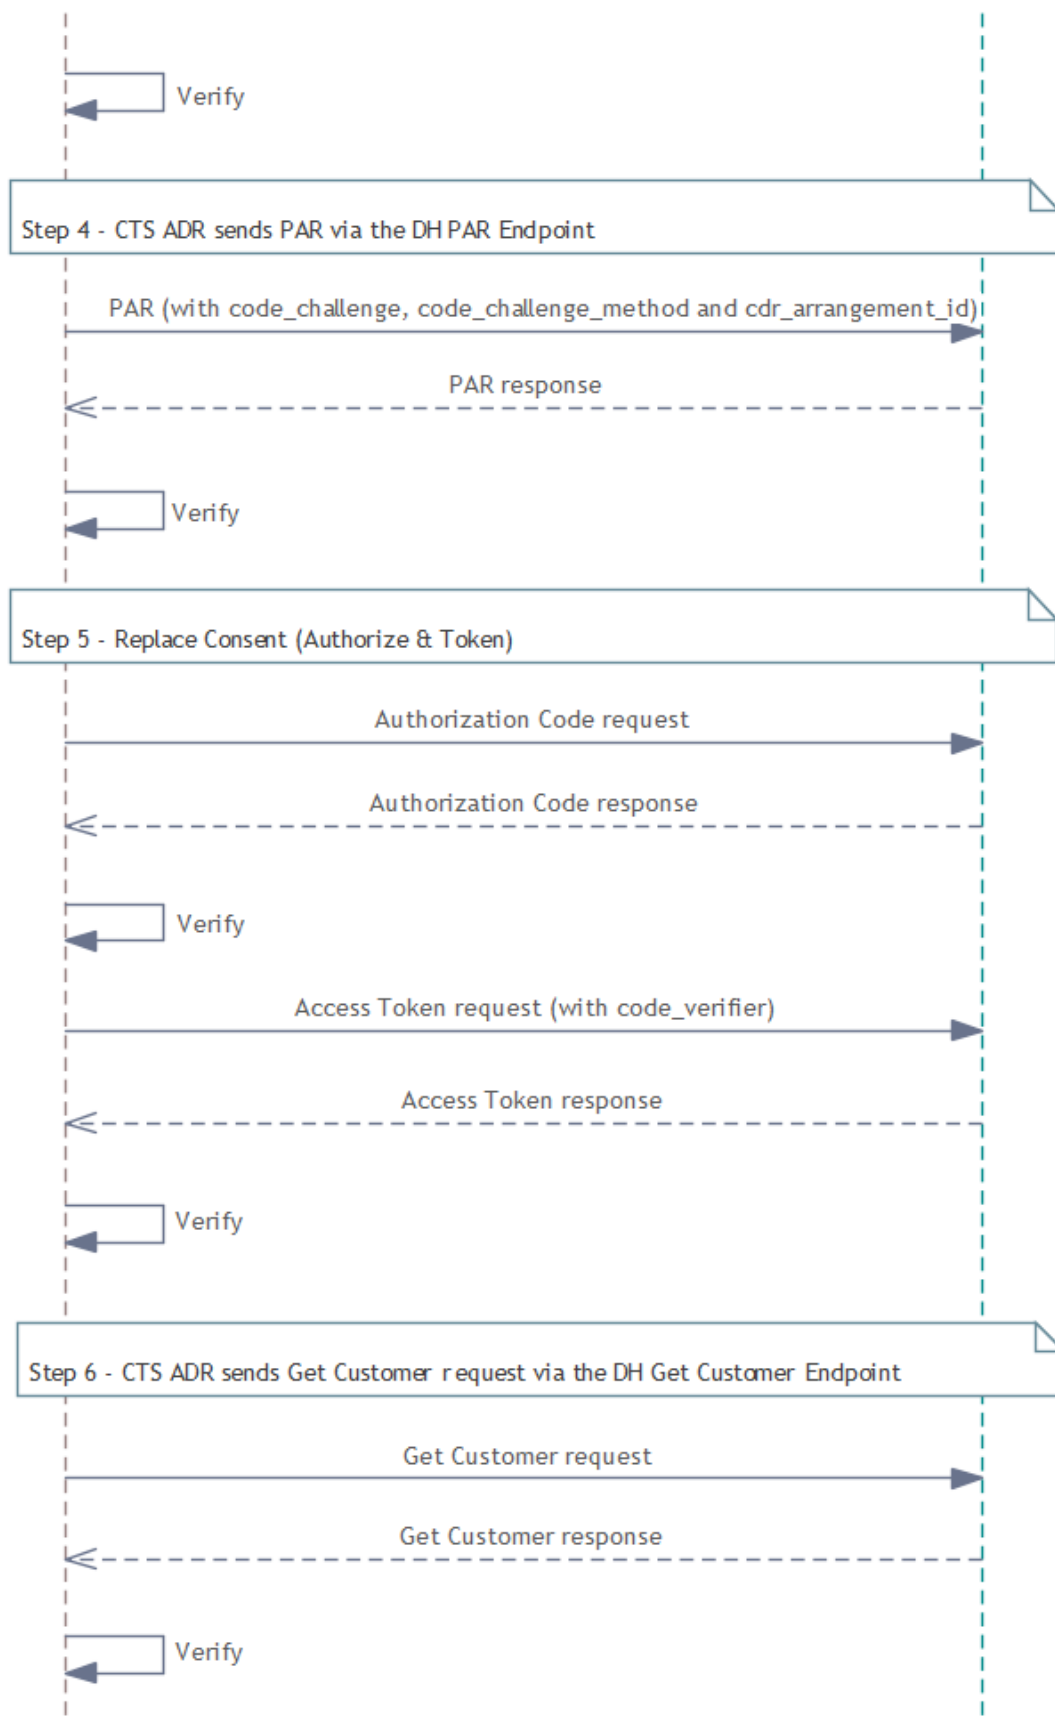 Verify
Step 4 - CTS ADR sends PAR via the DH PAR Endpoint
PAR (with code_challenge, code_challenge_method and cdr_arrangement_id)
PAR response
Verify
Step 5 - Replace Consent (Authorize & Token)
Authorization Code request
Authorization Code response
Verify
Access Token request (with code_verifier)
Access Token response
Verify
Step 6 - CTS ADR sends Get Customer request via the DH Get Customer Endpoint
Get Customer request
Get Customer response
Verify